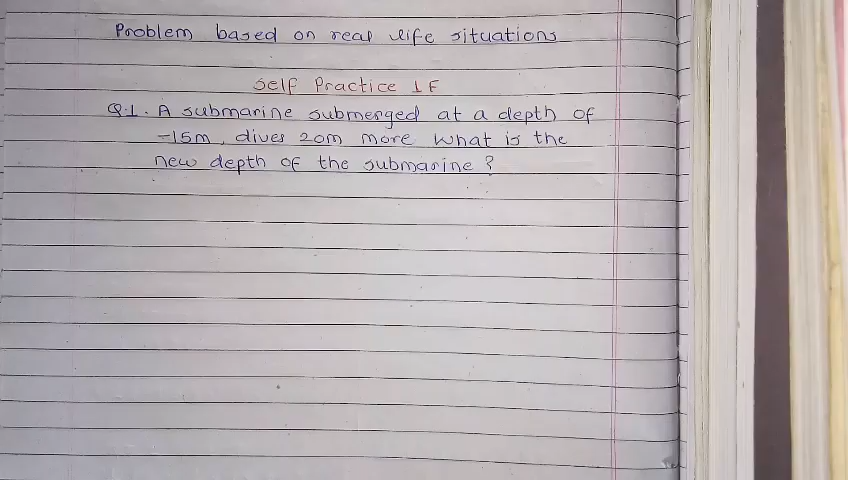 Problem based on real life situations
Self Practice 1F
Q.1. A submarine submerged at a depth of
-15m, dives 20m more what is the
new depth of the submarine?